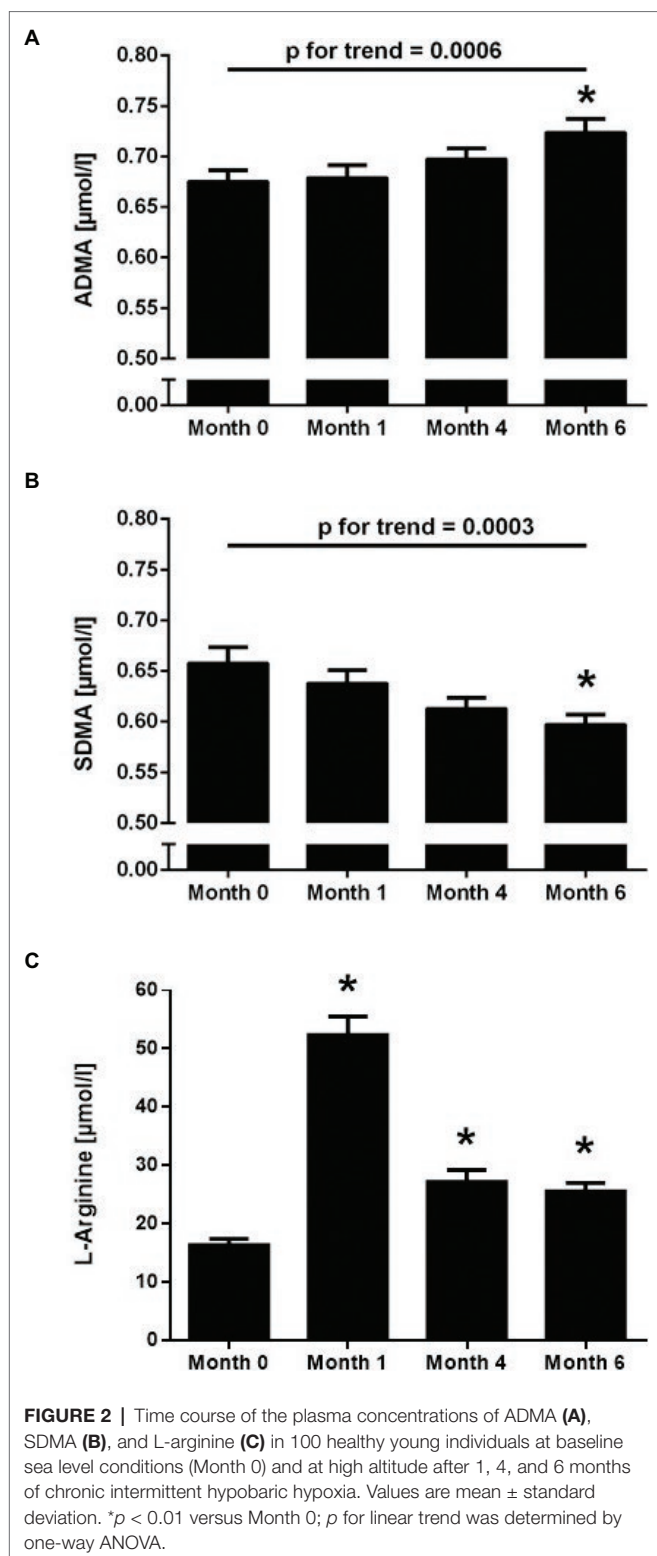 A
p for trend = 0.0006
*
0.80
0.75
0.70
0.65
0.60
0.55
0.50
0.00
ADMA [µmol/l]
Month 0 Month 1 Month 4 Month 6
B
p for trend = 0.0003
*
0.80
0.75
0.70
0.65
0.60
0.55
0.50
0.00
SDMA [µmol/l]
Month 0 Month 1 Month 4 Month 6
C
* * *
60
50
40
30
20
10
0
L-Arginine [µmol/l]
Month 0 Month 1 Month 4 Month 6
FIGURE 2 | Time course of the plasma concentrations of ADMA (A),
SDMA (B), and L-arginine (C) in 100 healthy young individuals at baseline
sea level conditions (Month 0) and at high altitude after 1, 4, and 6 months
of chronic intermittent hypobaric hypoxia. Values are mean ± standard
deviation. *p < 0.01 versus Month 0; p for linear trend was determined by
one-way ANOVA.